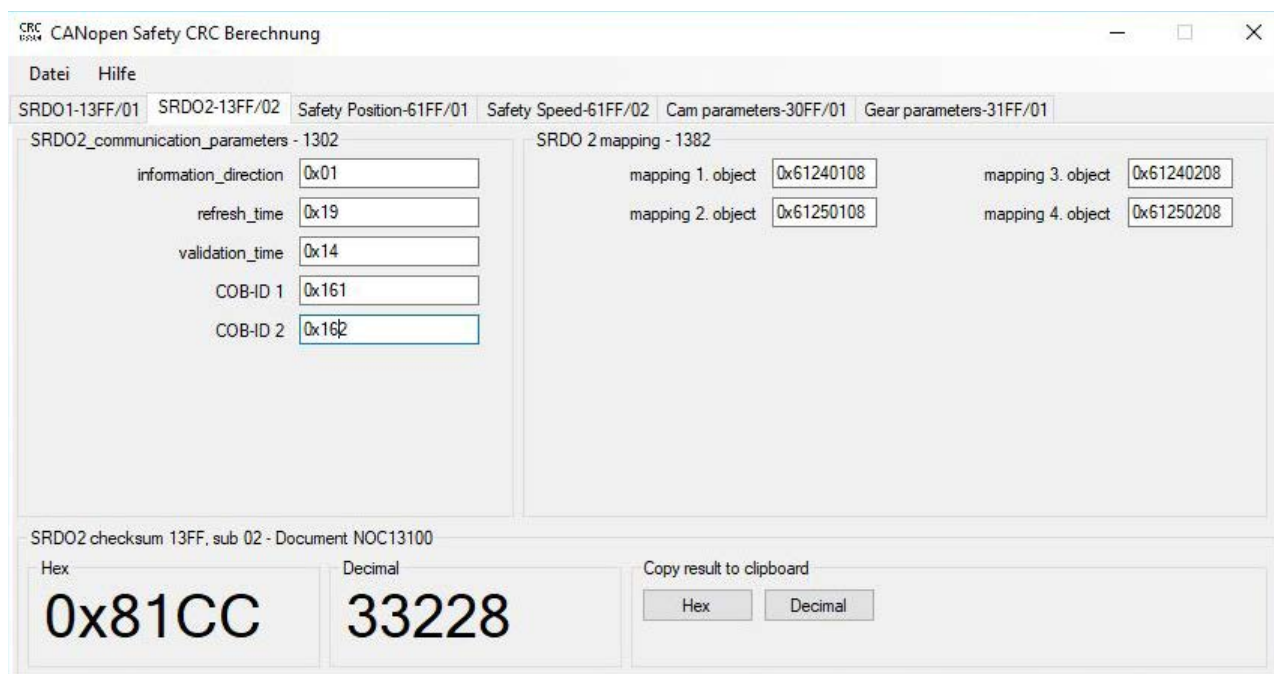 CANopen Safety CRC Berechnung
Datei Hilfe
SRDO1-13FF/01 SRDO2-13FF/02 Safety Position-61FF/01 Safety Speed-61FF/02 Cam parameters-30FF/01 Gear parameters-31FF/01
SRDO2_communication_parameters - 1302
information_direction 0x01
refresh_time 0x19
validation_time 0x14
COB-ID 1 0x161
COB-ID 2 0x162
SRDO 2 mapping - 1382
mapping 1. object 0x61240108 mapping 3. object 0x61240208
mapping 2. object 0x61250108 mapping 4. object 0x61250208
SRDO2 checksum 13FF, sub 02 - Document NOC13100
Hex
0x81CC
Decimal
33228
Copy result to clipboard
Hex Decimal